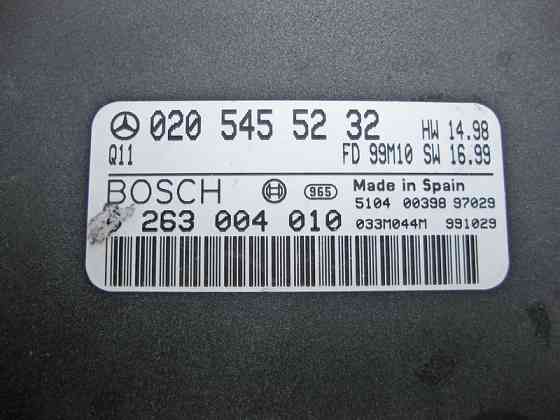 020 545 52 32 HW 14.98
Q11 FD 99M10 SW 16.99
BOSCH 965 Made in Spain
5104 00398 97029
263 004 010 033M044M 991029